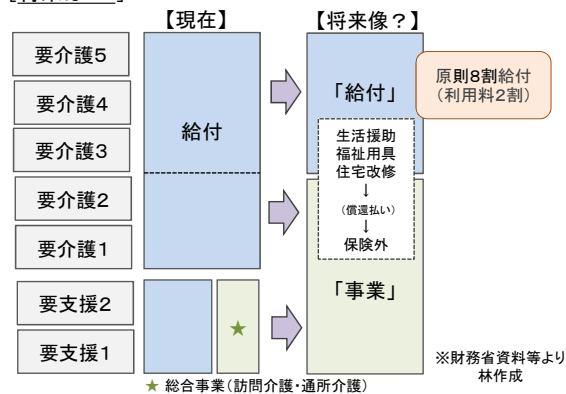 【現在】
【将来像？】
要介護5
要介護4
要介護3
要介護2
要介護1
要支援2
要支援1
給付
★
「給付」
原則8割給付
（利用料2割）
生活援助
福祉用具
住宅改修
↓
（償還払い）
↓
保険外
「事業」
★ 総合事業（訪問介護・通所介護）
※財務省資料等より
林作成